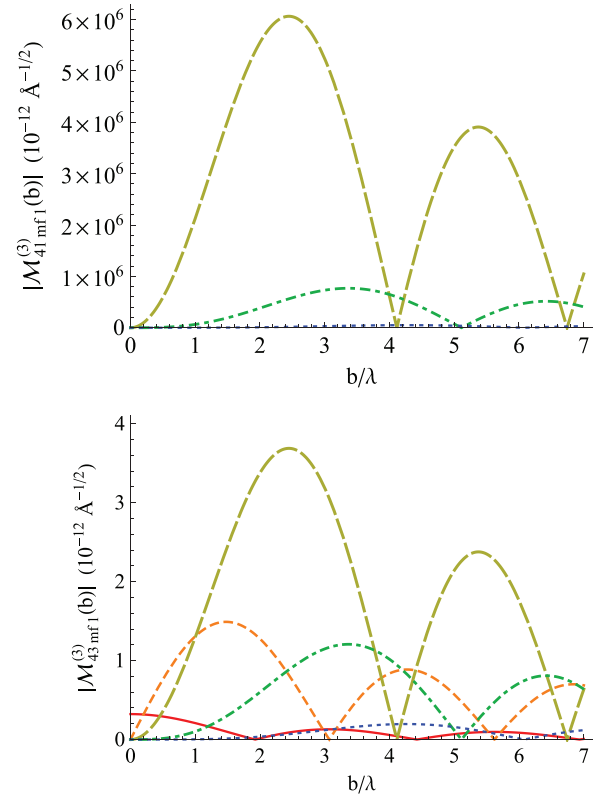 |ℳ⁽³⁾₄₁ mf 1(b)| (10⁻¹² Å⁻¹ᐟ²)
6×10⁶
6×10⁶
4×10⁶
3×10⁶
2×10⁶
1×10⁶
0
0 1 2 3 4 5 6 7
b/λ
|ℳ⁽³⁾₄₃ mf 1(b)| (10⁻¹² Å⁻¹ᐟ²)
4
2
1
0
0 1 2 3 4 5 6 7
b/λ